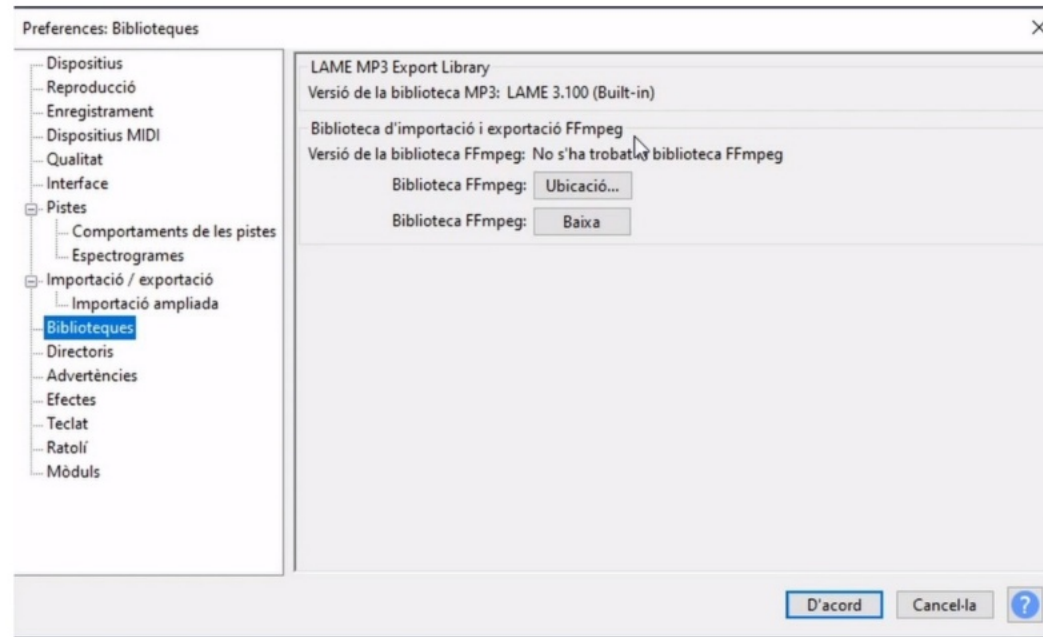 Preferences: Biblioteques
Dispositius
Reproducció
Enregistrament
Dispositius MIDI
Qualitat
Interface
Pistes
Comportaments de les pistes
Espectrogrames
Importació / exportació
Importació ampliada
Biblioteques
Directoris
Advertències
Efectes
Teclat
Ratolí
Mòduls
LAME MP3 Export Library
Versió de la biblioteca MP3: LAME 3.100 (Built-in)
Biblioteca d'importació i exportació FFmpeg
Versió de la biblioteca FFmpeg: No s'ha trobat la biblioteca FFmpeg
Biblioteca FFmpeg: Ubicació...
Biblioteca FFmpeg: Baixa
D'acord Cancel·la ?